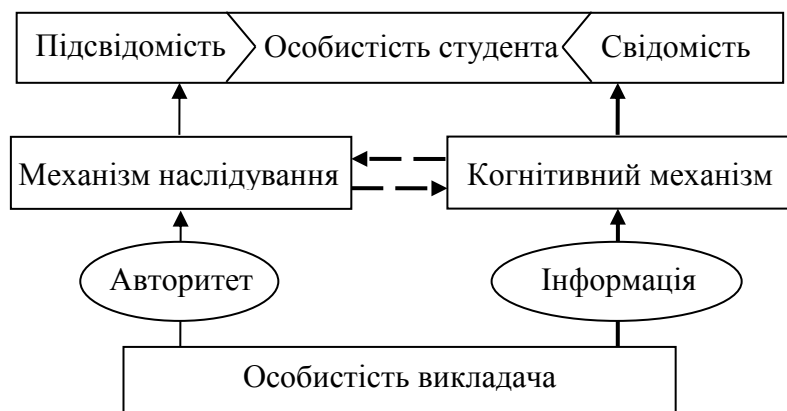 Підсвідомість Особистість студента Свідомість
Механізм наслідування Когнітивний механізм
Авторитет Інформація
Особистість викладача